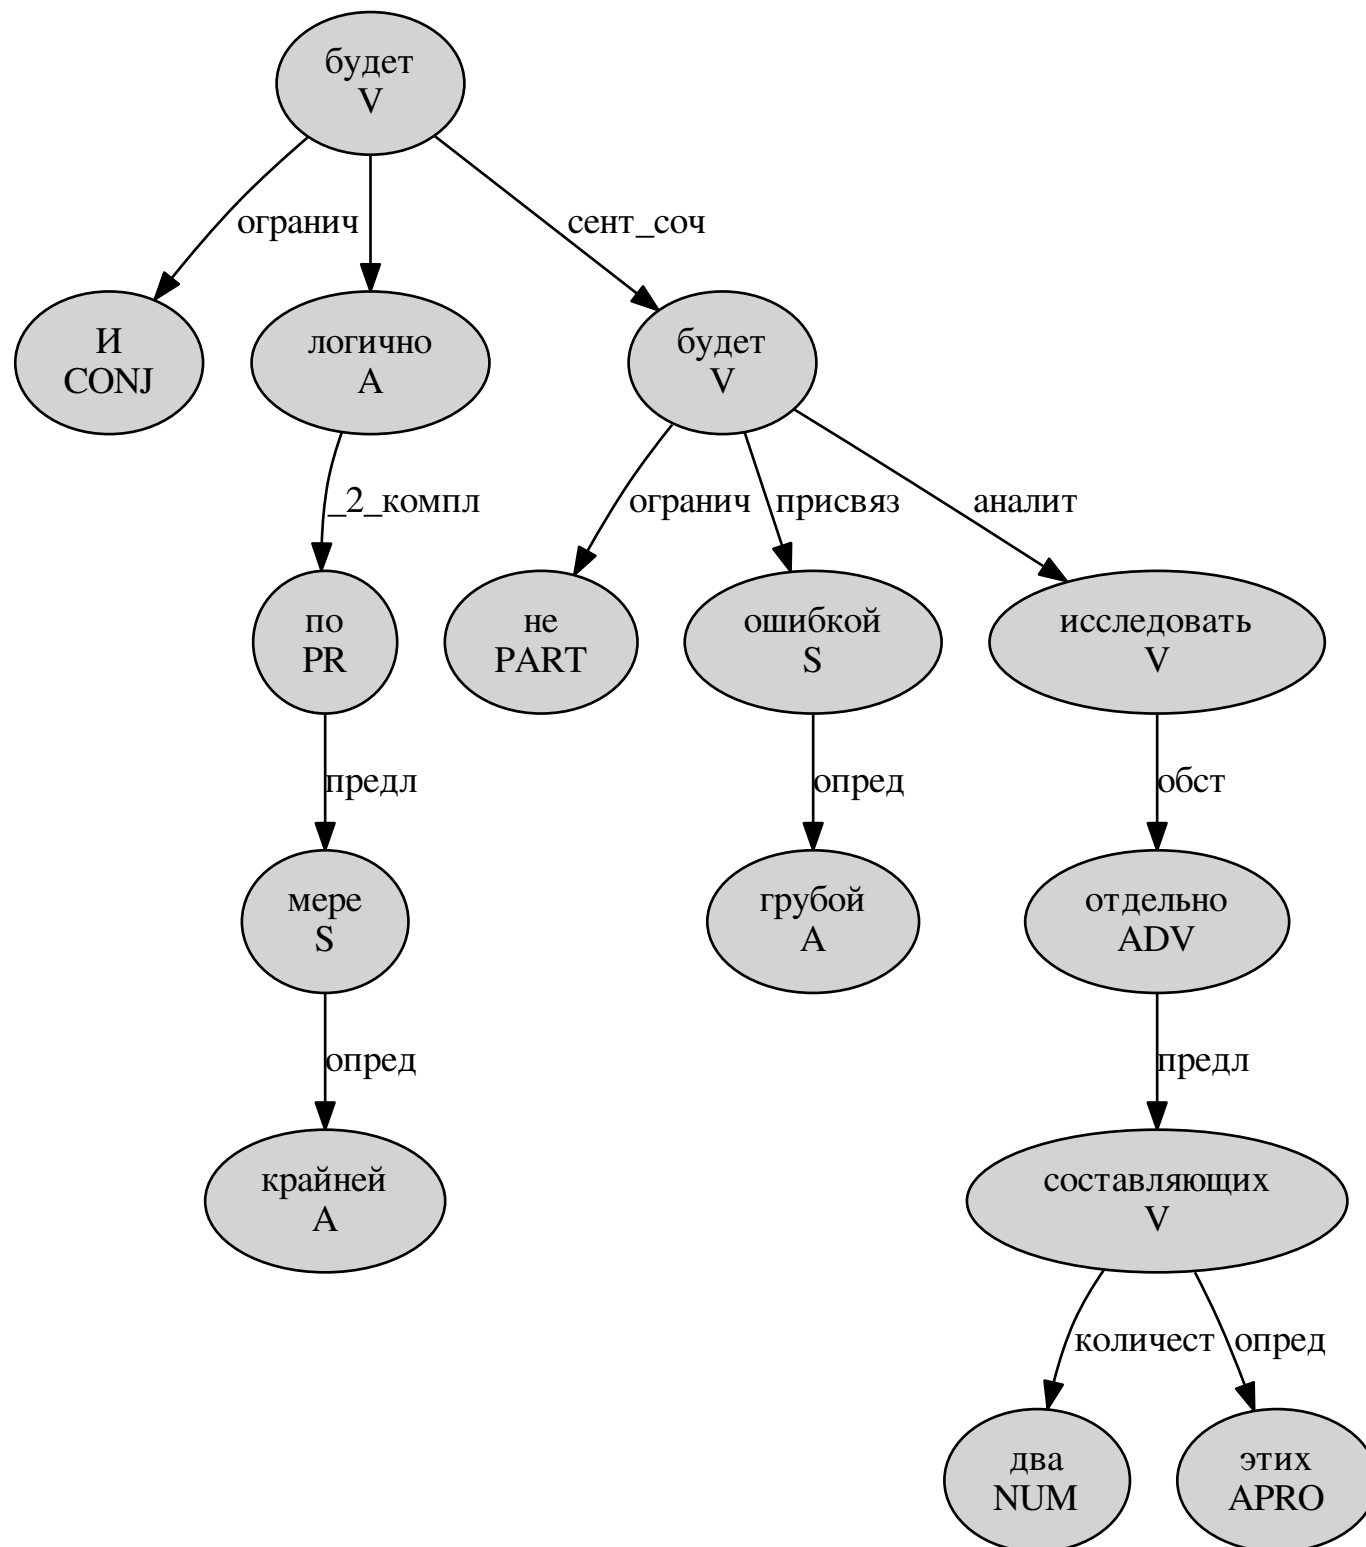 будет
V
огранич
сент_соч
И
CONJ
логично
A
будет
V
_2_компл
огранич
присвяз
аналит
по
PR
не
PART
ошибкой
S
исследовать
V
предл
опред
обст
мере
S
грубой
A
отдельно
ADV
опред
предл
крайней
A
составляющих
V
количест
опред
два
NUM
этих
APRO